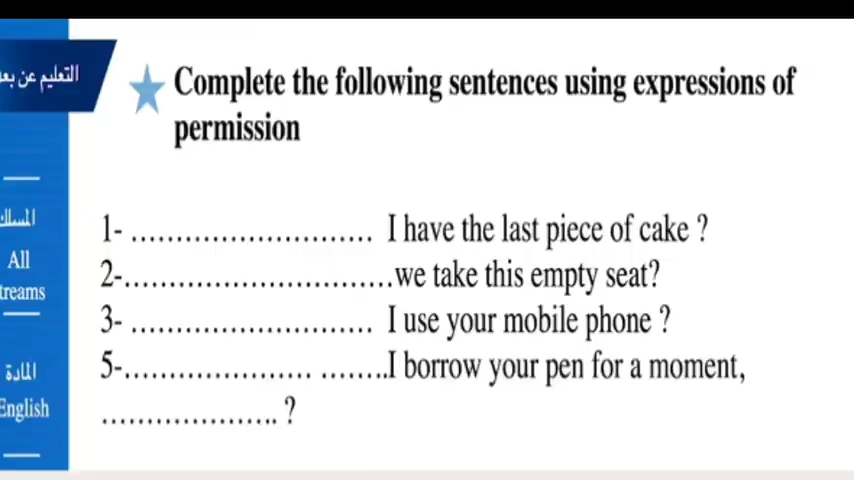 التعليم عن بعد
Complete the following sentences using expressions of
permission
1- ........................... I have the last piece of cake ?
2-..............................we take this empty seat?
3- ........................... I use your mobile phone ?
5-..................... ........I borrow your pen for a moment,
.................... ?
المسلك
All
treams
المادة
English